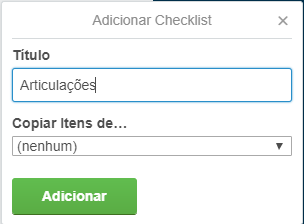 Adicionar Checklist
Título
Articulações
Copiar Itens de…
(nenhum)
Adicionar